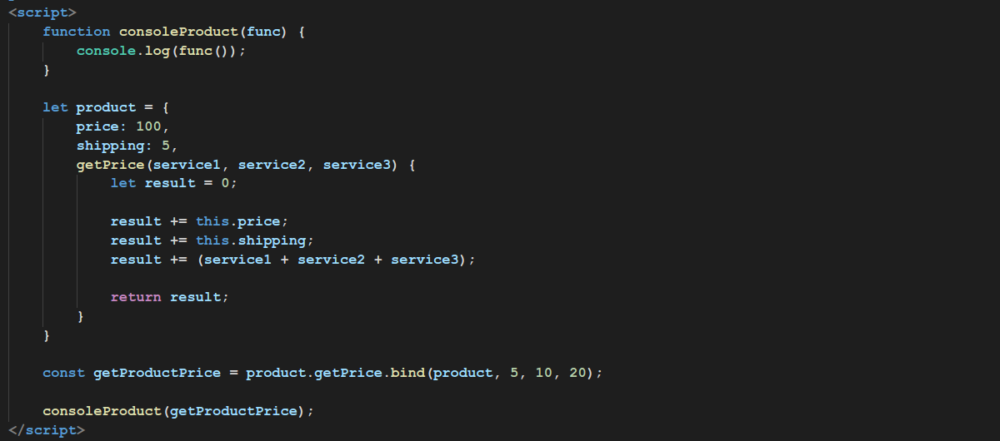 <script>
    function consoleProduct(func) {
        console.log(func());
    }

    let product = {
        price: 100,
        shipping: 5,
        getPrice(service1, service2, service3) {
            let result = 0;

            result += this.price;
            result += this.shipping;
            result += (service1 + service2 + service3);

            return result;
        }
    }

    const getProductPrice = product.getPrice.bind(product, 5, 10, 20);

    consoleProduct(getProductPrice);
</script>